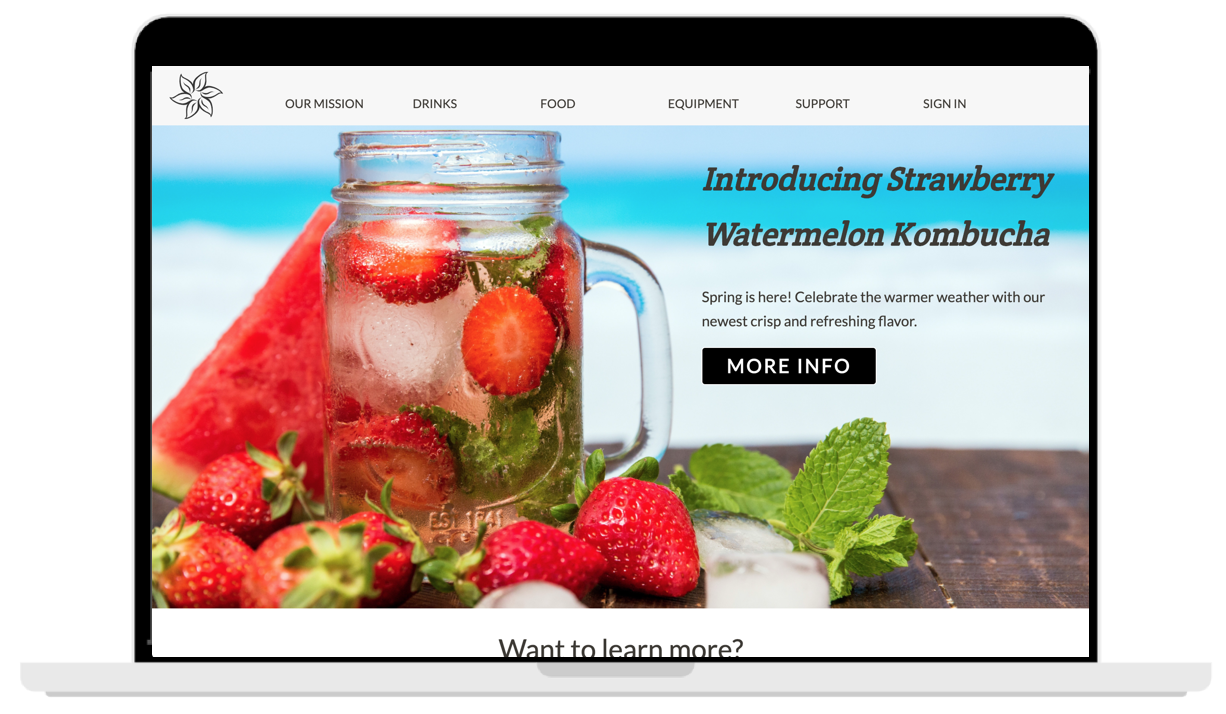 OUR MISSION DRINKS FOOD EQUIPMENT SUPPORT SIGN IN
Introducing Strawberry
Watermelon Kombucha
Spring is here! Celebrate the warmer weather with our
newest crisp and refreshing flavor.
MORE INFO
EST 1841
Want to learn more?